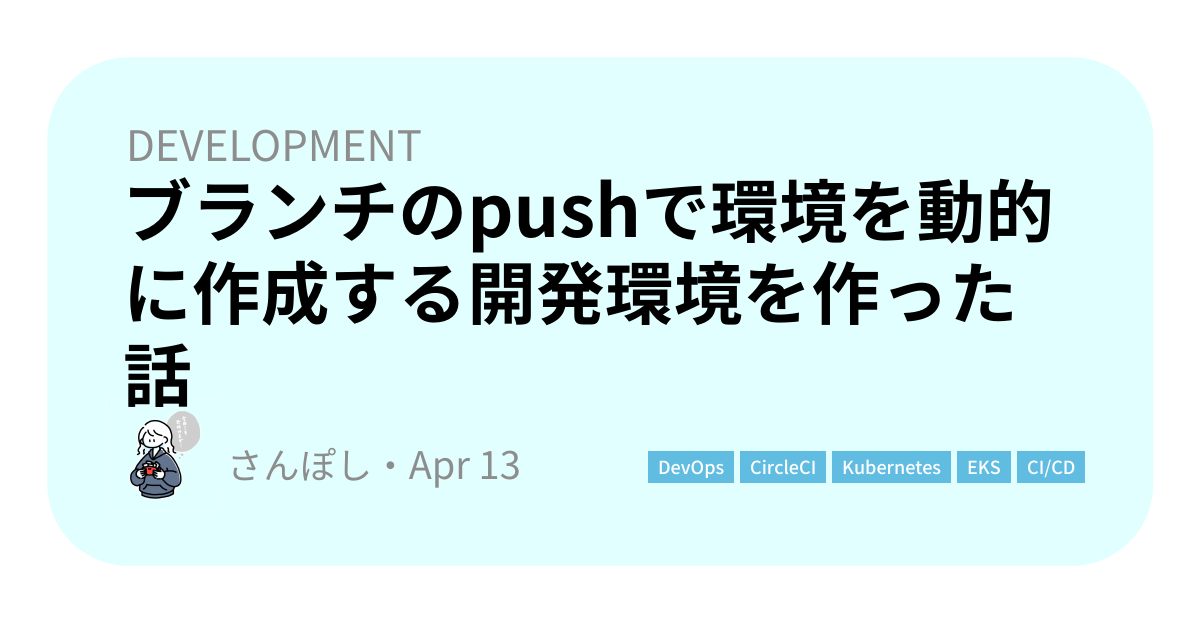 DEVELOPMENT
ブランチのpushで環境を動的
に作成する開発環境を作った
話
さんぽし・Apr 13
DevOps CircleCI Kubernetes EKS CI/CD